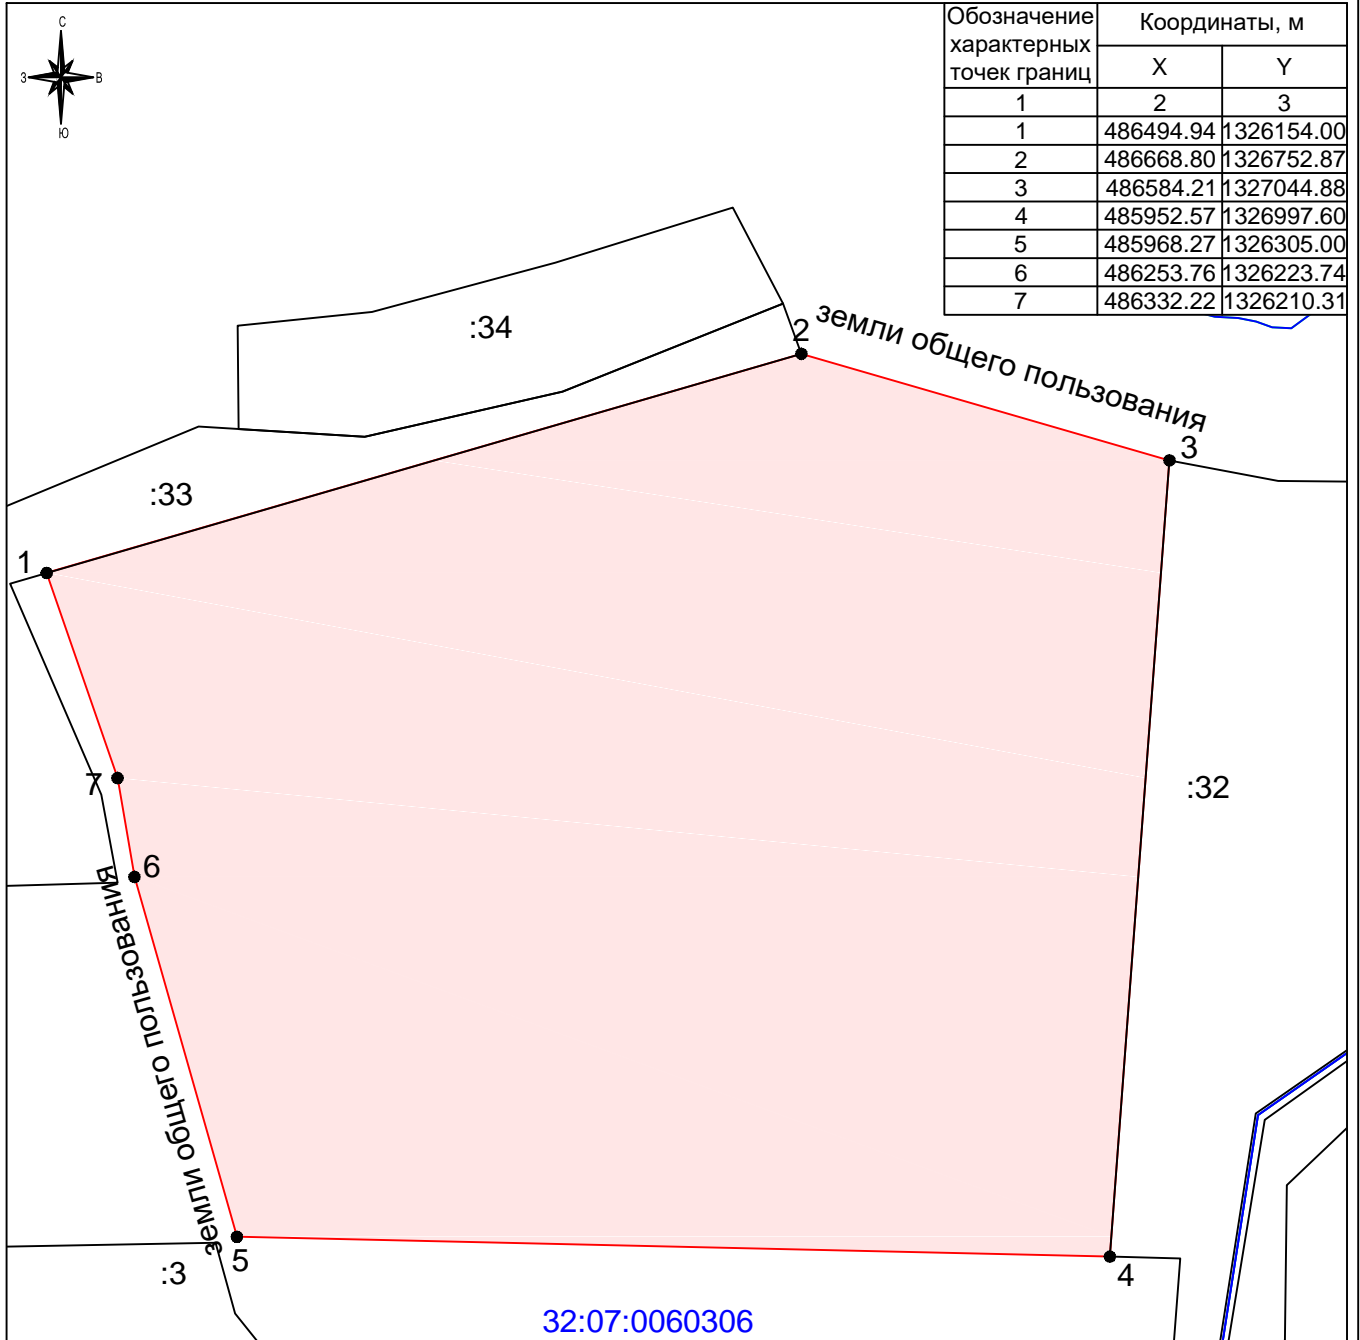 С
З В
Ю
Обозначение характерных точек границ Координаты, м
X Y
1 2 3
1 486494.94 1326154.00
2 486668.80 1326752.87
3 486584.21 1327044.88
4 485952.57 1326997.60
5 485968.27 1326305.00
6 486253.76 1326223.74
7 486332.22 1326210.31
:34
2
земли общего пользования
3
:33
1
7
:32
6
земли общего пользования
5
:3
4
32:07:0060306